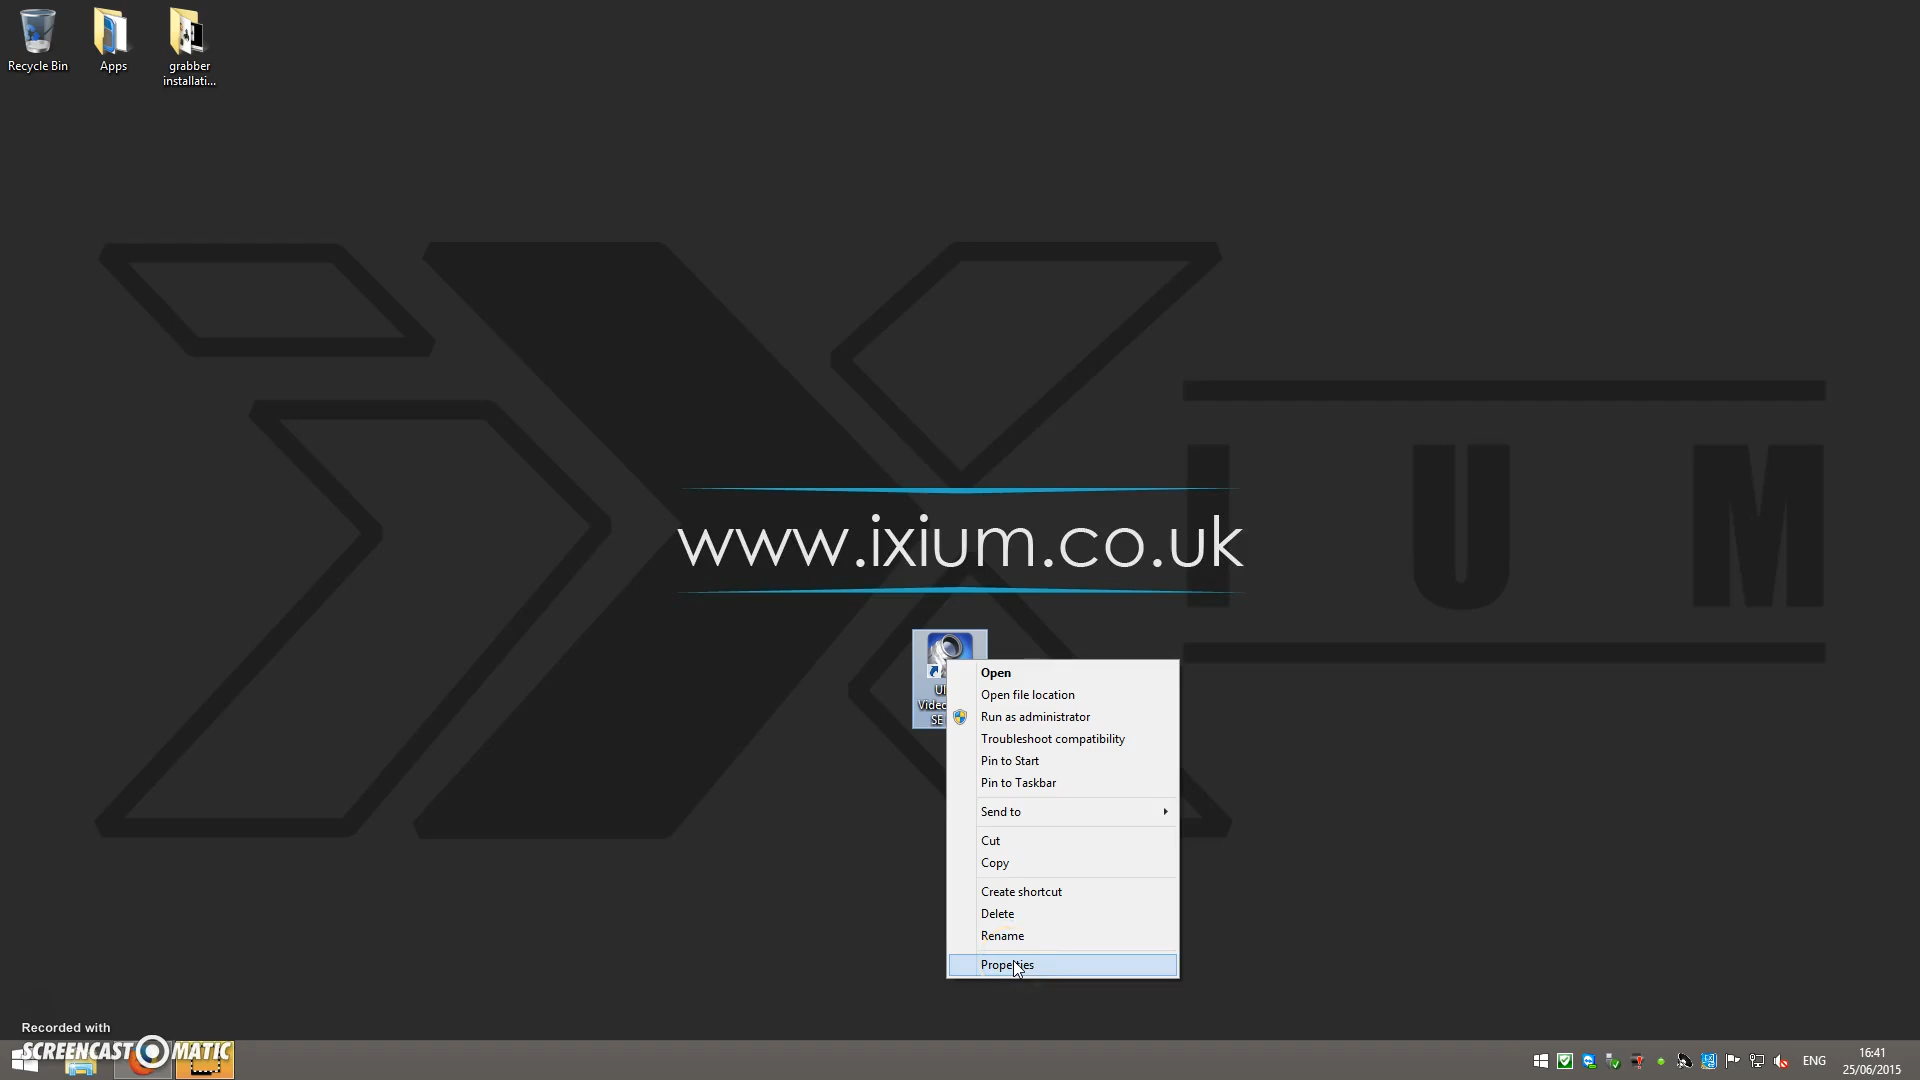 Recycle Bin
Apps
grabber
installati...
I U M
www.ixium.co.uk
SE
Open
Open file location
Run as administrator
Troubleshoot compatibility
Pin to Start
Pin to Taskbar
Send to
Cut
Copy
Create shortcut
Delete
Rename
Properties
Recorded with
SCREENCAST MATIC
ENG
16:41
25/06/2015